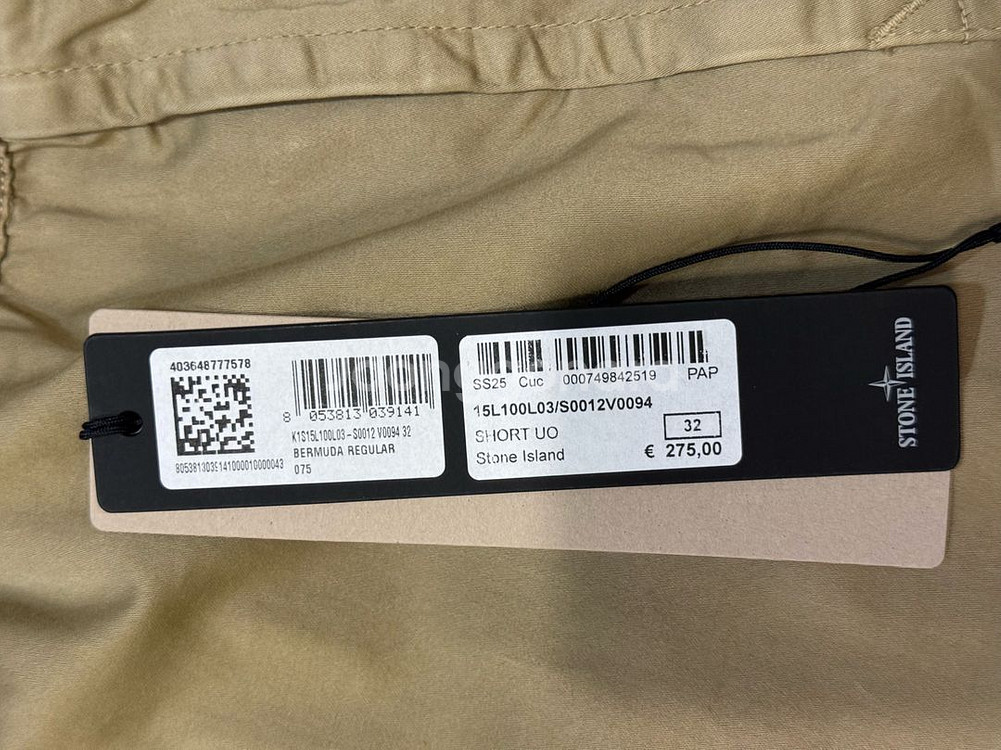 403648777578
8 053813 039141
K1S15L100L03-S0012 V0094 32
BERMUDA REGULAR
075
SS25 Cuc 000749842519 PAP
15L100L03/S0012V0094
SHORT UO
32
Stone Island
€ 275,00
STONE ISLAND